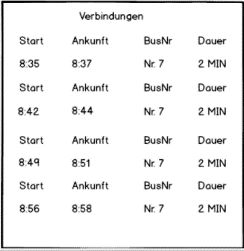 Verbindungen
Start Ankunft BusNr Dauer
8:35 8:37 Nr. 7 2 MIN
Start Ankunft BusNr Dauer
8:42 8:44 Nr. 7 2 MIN
Start Ankunft BusNr Dauer
8:49 8:51 Nr. 7 2 MIN
Start Ankunft BusNr Dauer
8:56 8:58 Nr. 7 2 MIN